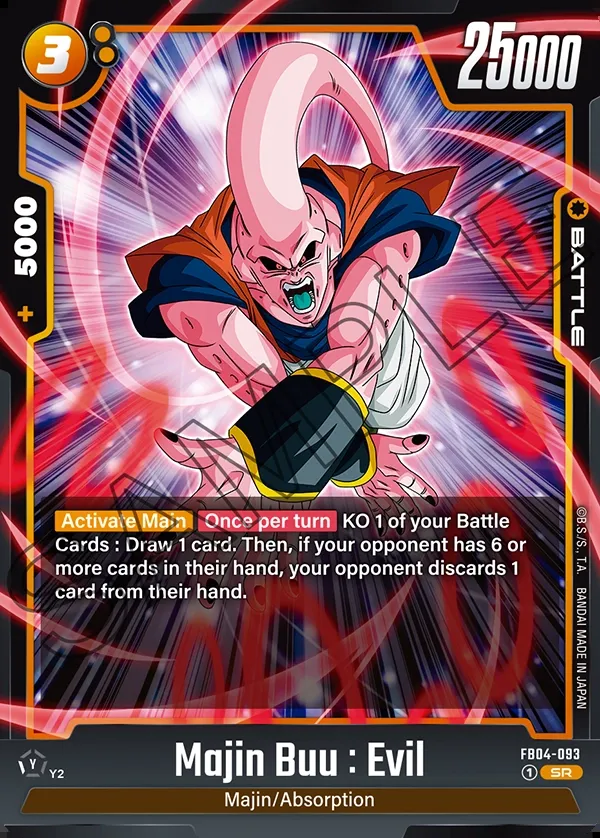 3
25000
+ 5000
BATTLE
SAMPLE
Activate Main Once per turn KO 1 of your Battle
Cards : Draw 1 card. Then, if your opponent has 6 or
more cards in their hand, your opponent discards 1
card from their hand.
©B.S./S., T.A. BANDAI MADE IN JAPAN
Y Y2
Majin Buu : Evil
FB04-093
1 SR
Majin/Absorption